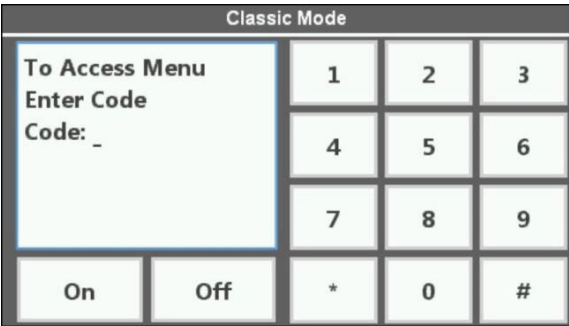 Classic Mode
To Access Menu
Enter Code
Code: _
1 2 3
4 5 6
7 8 9
On Off * 0 #